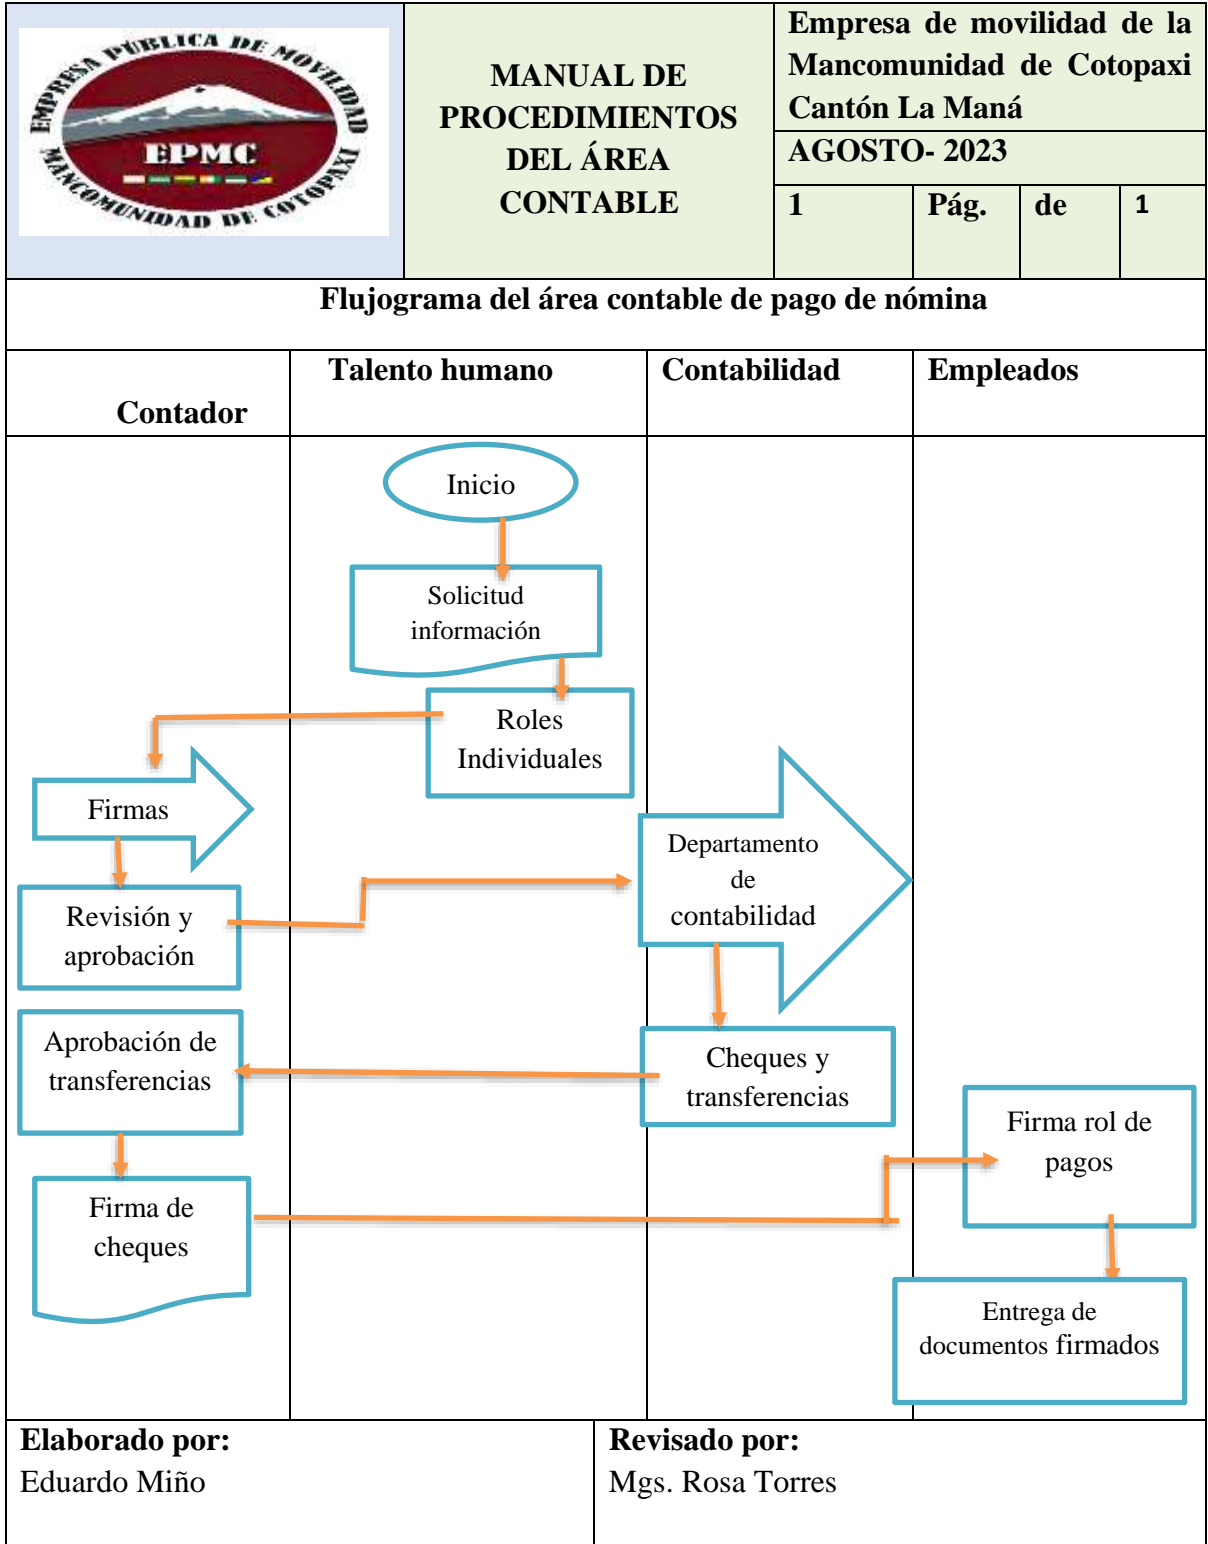 EMPRESA PÚBLICA DE MOVILIDAD
EPMC
MANCOMUNIDAD DE COTOPAXI
MANUAL DE
PROCEDIMIENTOS
DEL ÁREA
CONTABLE
Empresa de movilidad de la
Mancomunidad de Cotopaxi
Cantón La Maná
AGOSTO- 2023
1 Pág. de 1
Flujograma del área contable de pago de nómina
Contador
Talento humano
Contabilidad
Empleados
Inicio
Solicitud
información
Roles
Individuales
Firmas
Revisión y
aprobación
Departamento
de
contabilidad
Cheques y
transferencias
Aprobación de
transferencias
Firma de
cheques
Firma rol de
pagos
Entrega de
documentos firmados
Elaborado por:
Eduardo Miño
Revisado por:
Mgs. Rosa Torres